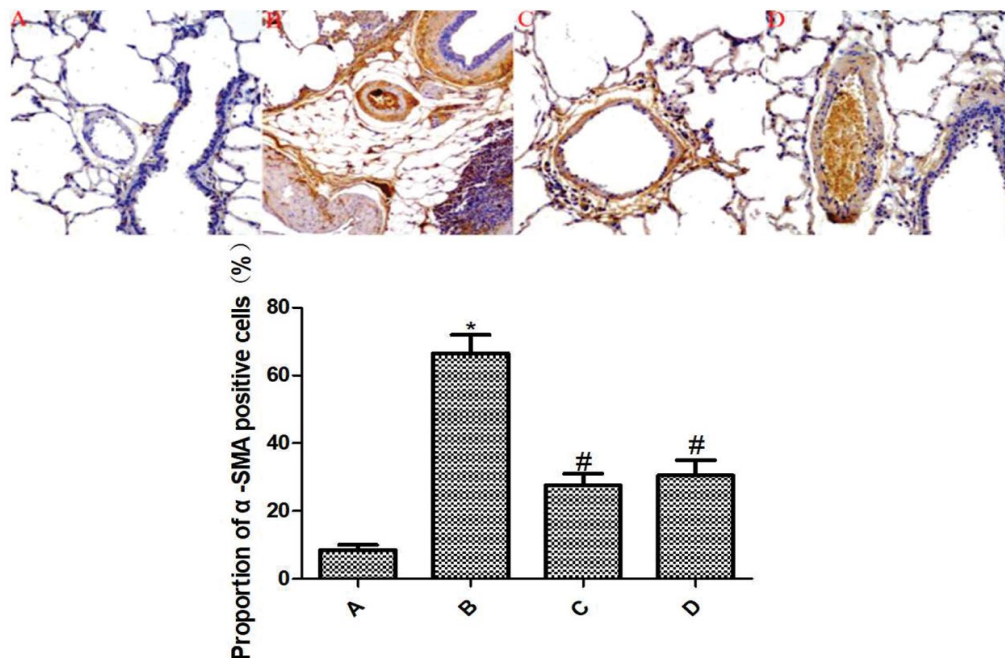 A B C D
Proportion of α -SMA positive cells (%)
80
60
40
20
0
*
#
#
A B C D